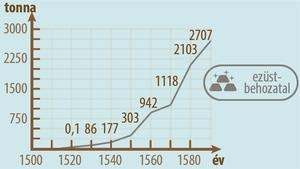 tonna
3000
2250
1500
750
0,1 86 177 303 942 1118 2103 2707
1500 1520 1540 1560 1580 év
ezüst-
behozatal